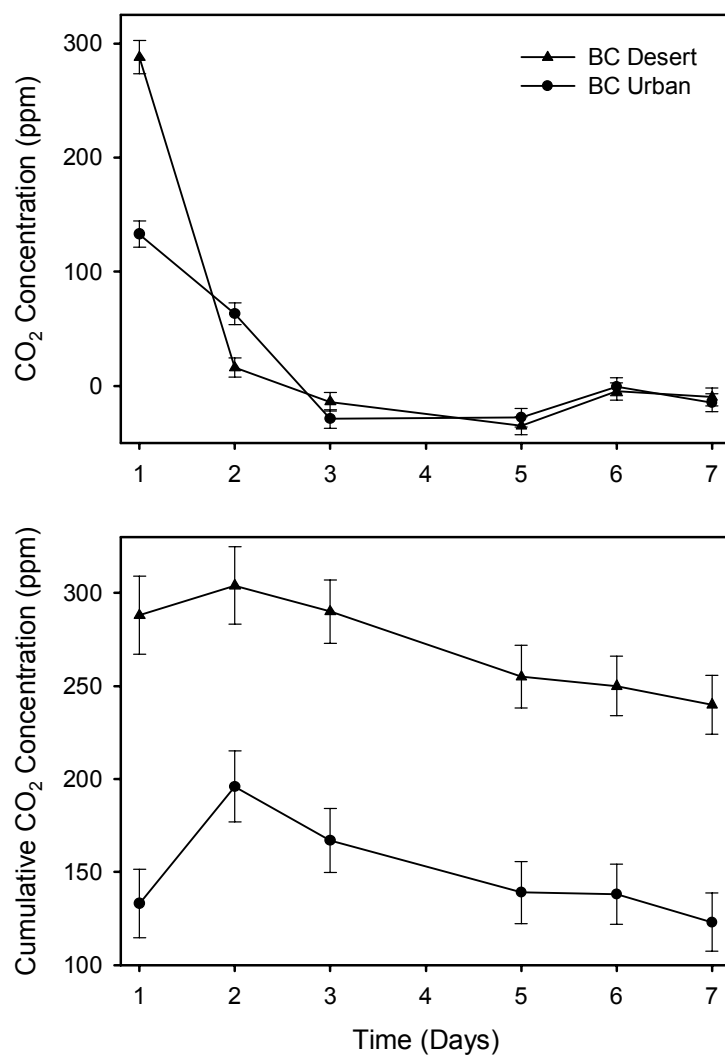 CO₂ Concentration (ppm)
300
200
100
0
BC Desert
BC Urban
1 2 3 4 5 6 7
Cumulative CO₂ Concentration (ppm)
300
250
200
150
100
1 2 3 4 5 6 7
Time (Days)